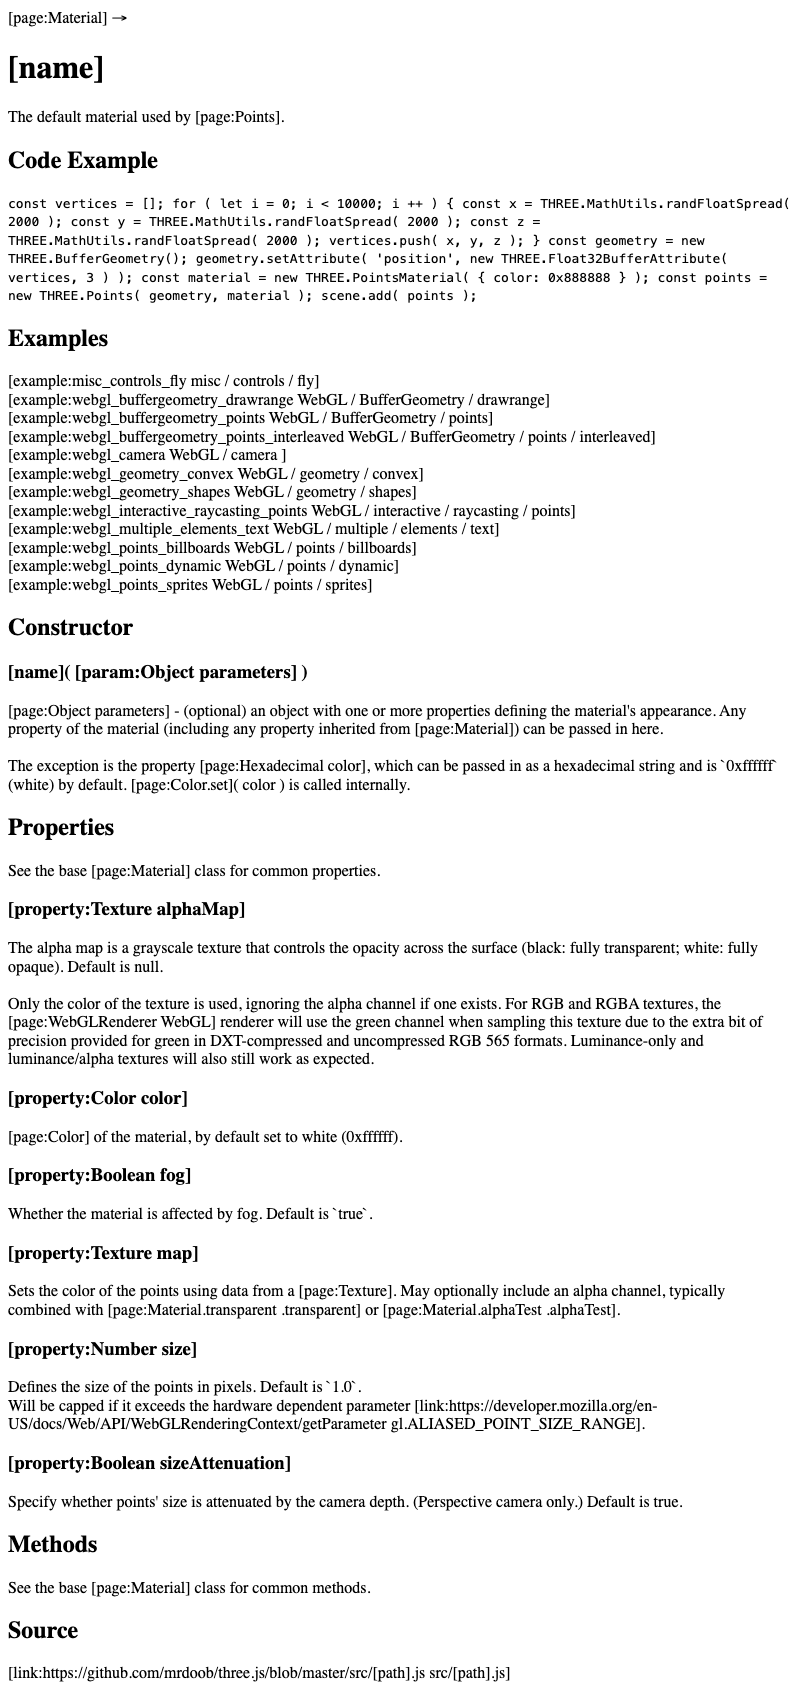 [page:Material] →
[name]
The default material used by [page:Points].
Code Example
const vertices = []; for ( let i = 0; i < 10000; i ++ ) { const x = THREE.MathUtils.randFloatSpread(
2000 ); const y = THREE.MathUtils.randFloatSpread( 2000 ); const z =
THREE.MathUtils.randFloatSpread( 2000 ); vertices.push( x, y, z ); } const geometry = new
THREE.BufferGeometry(); geometry.setAttribute( 'position', new THREE.Float32BufferAttribute(
vertices, 3 ) ); const material = new THREE.PointsMaterial( { color: 0x888888 } ); const points =
new THREE.Points( geometry, material ); scene.add( points );
Examples
[example:misc_controls_fly misc / controls / fly]
[example:webgl_buffergeometry_drawrange WebGL / BufferGeometry / drawrange]
[example:webgl_buffergeometry_points WebGL / BufferGeometry / points]
[example:webgl_buffergeometry_points_interleaved WebGL / BufferGeometry / points / interleaved]
[example:webgl_camera WebGL / camera ]
[example:webgl_geometry_convex WebGL / geometry / convex]
[example:webgl_geometry_shapes WebGL / geometry / shapes]
[example:webgl_interactive_raycasting_points WebGL / interactive / raycasting / points]
[example:webgl_multiple_elements_text WebGL / multiple / elements / text]
[example:webgl_points_billboards WebGL / points / billboards]
[example:webgl_points_dynamic WebGL / points / dynamic]
[example:webgl_points_sprites WebGL / points / sprites]
Constructor
[name]( [param:Object parameters] )
[page:Object parameters] - (optional) an object with one or more properties defining the material's appearance. Any
property of the material (including any property inherited from [page:Material]) can be passed in here.
The exception is the property [page:Hexadecimal color], which can be passed in as a hexadecimal string and is `0xffffff`
(white) by default. [page:Color.set]( color ) is called internally.
Properties
See the base [page:Material] class for common properties.
[property:Texture alphaMap]
The alpha map is a grayscale texture that controls the opacity across the surface (black: fully transparent; white: fully
opaque). Default is null.
Only the color of the texture is used, ignoring the alpha channel if one exists. For RGB and RGBA textures, the
[page:WebGLRenderer WebGL] renderer will use the green channel when sampling this texture due to the extra bit of
precision provided for green in DXT-compressed and uncompressed RGB 565 formats. Luminance-only and
luminance/alpha textures will also still work as expected.
[property:Color color]
[page:Color] of the material, by default set to white (0xffffff).
[property:Boolean fog]
Whether the material is affected by fog. Default is `true`.
[property:Texture map]
Sets the color of the points using data from a [page:Texture]. May optionally include an alpha channel, typically
combined with [page:Material.transparent .transparent] or [page:Material.alphaTest .alphaTest].
[property:Number size]
Defines the size of the points in pixels. Default is `1.0`.
Will be capped if it exceeds the hardware dependent parameter [link:https://developer.mozilla.org/en-
US/docs/Web/API/WebGLRenderingContext/getParameter gl.ALIASED_POINT_SIZE_RANGE].
[property:Boolean sizeAttenuation]
Specify whether points' size is attenuated by the camera depth. (Perspective camera only.) Default is true.
Methods
See the base [page:Material] class for common methods.
Source
[link:https://github.com/mrdoob/three.js/blob/master/src/[path].js src/[path].js]